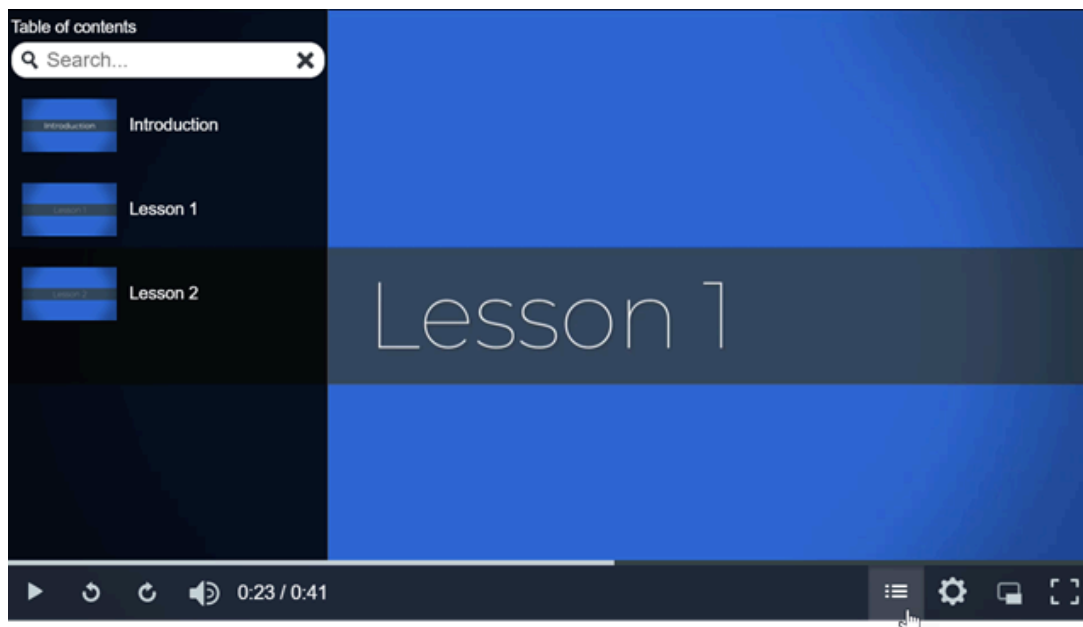 Table of contents
Search...
Introduction
Introduction
Lesson 1
Lesson 1
Lesson 2
Lesson 2
Lesson 1
0:23 / 0:41